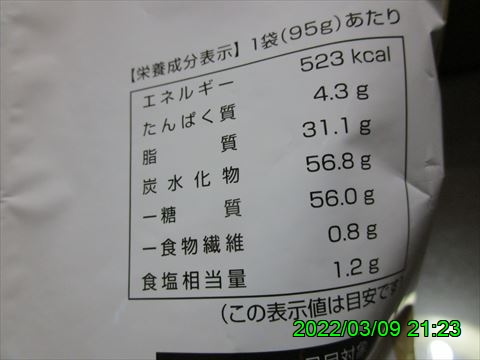 【栄養成分表示】1袋(95g)あたり
エネルギー 523 kcal
たんぱく質 4.3 g
脂質 31.1 g
炭水化物 56.8 g
ー糖質 56.0 g
ー食物繊維 0.8 g
食塩相当量 1.2 g
(この表示値は目安です
2022/03/09 21:23